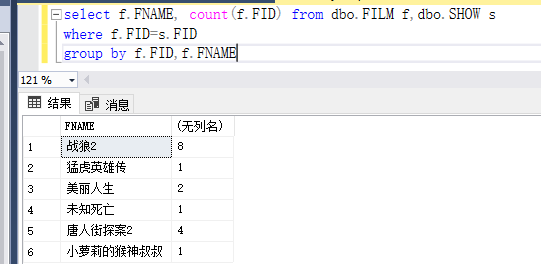 select f.FNAME, count(f.FID) from dbo.FILM f,dbo.SHOW s
where f.FID=s.FID
group by f.FID,f.FNAME
121 %
结果 消息
FNAME (无列名)
1 战狼2 8
2 猛虎英雄传 1
3 美丽人生 2
4 未知死亡 1
5 唐人街探案2 4
6 小萝莉的猴神叔叔 1